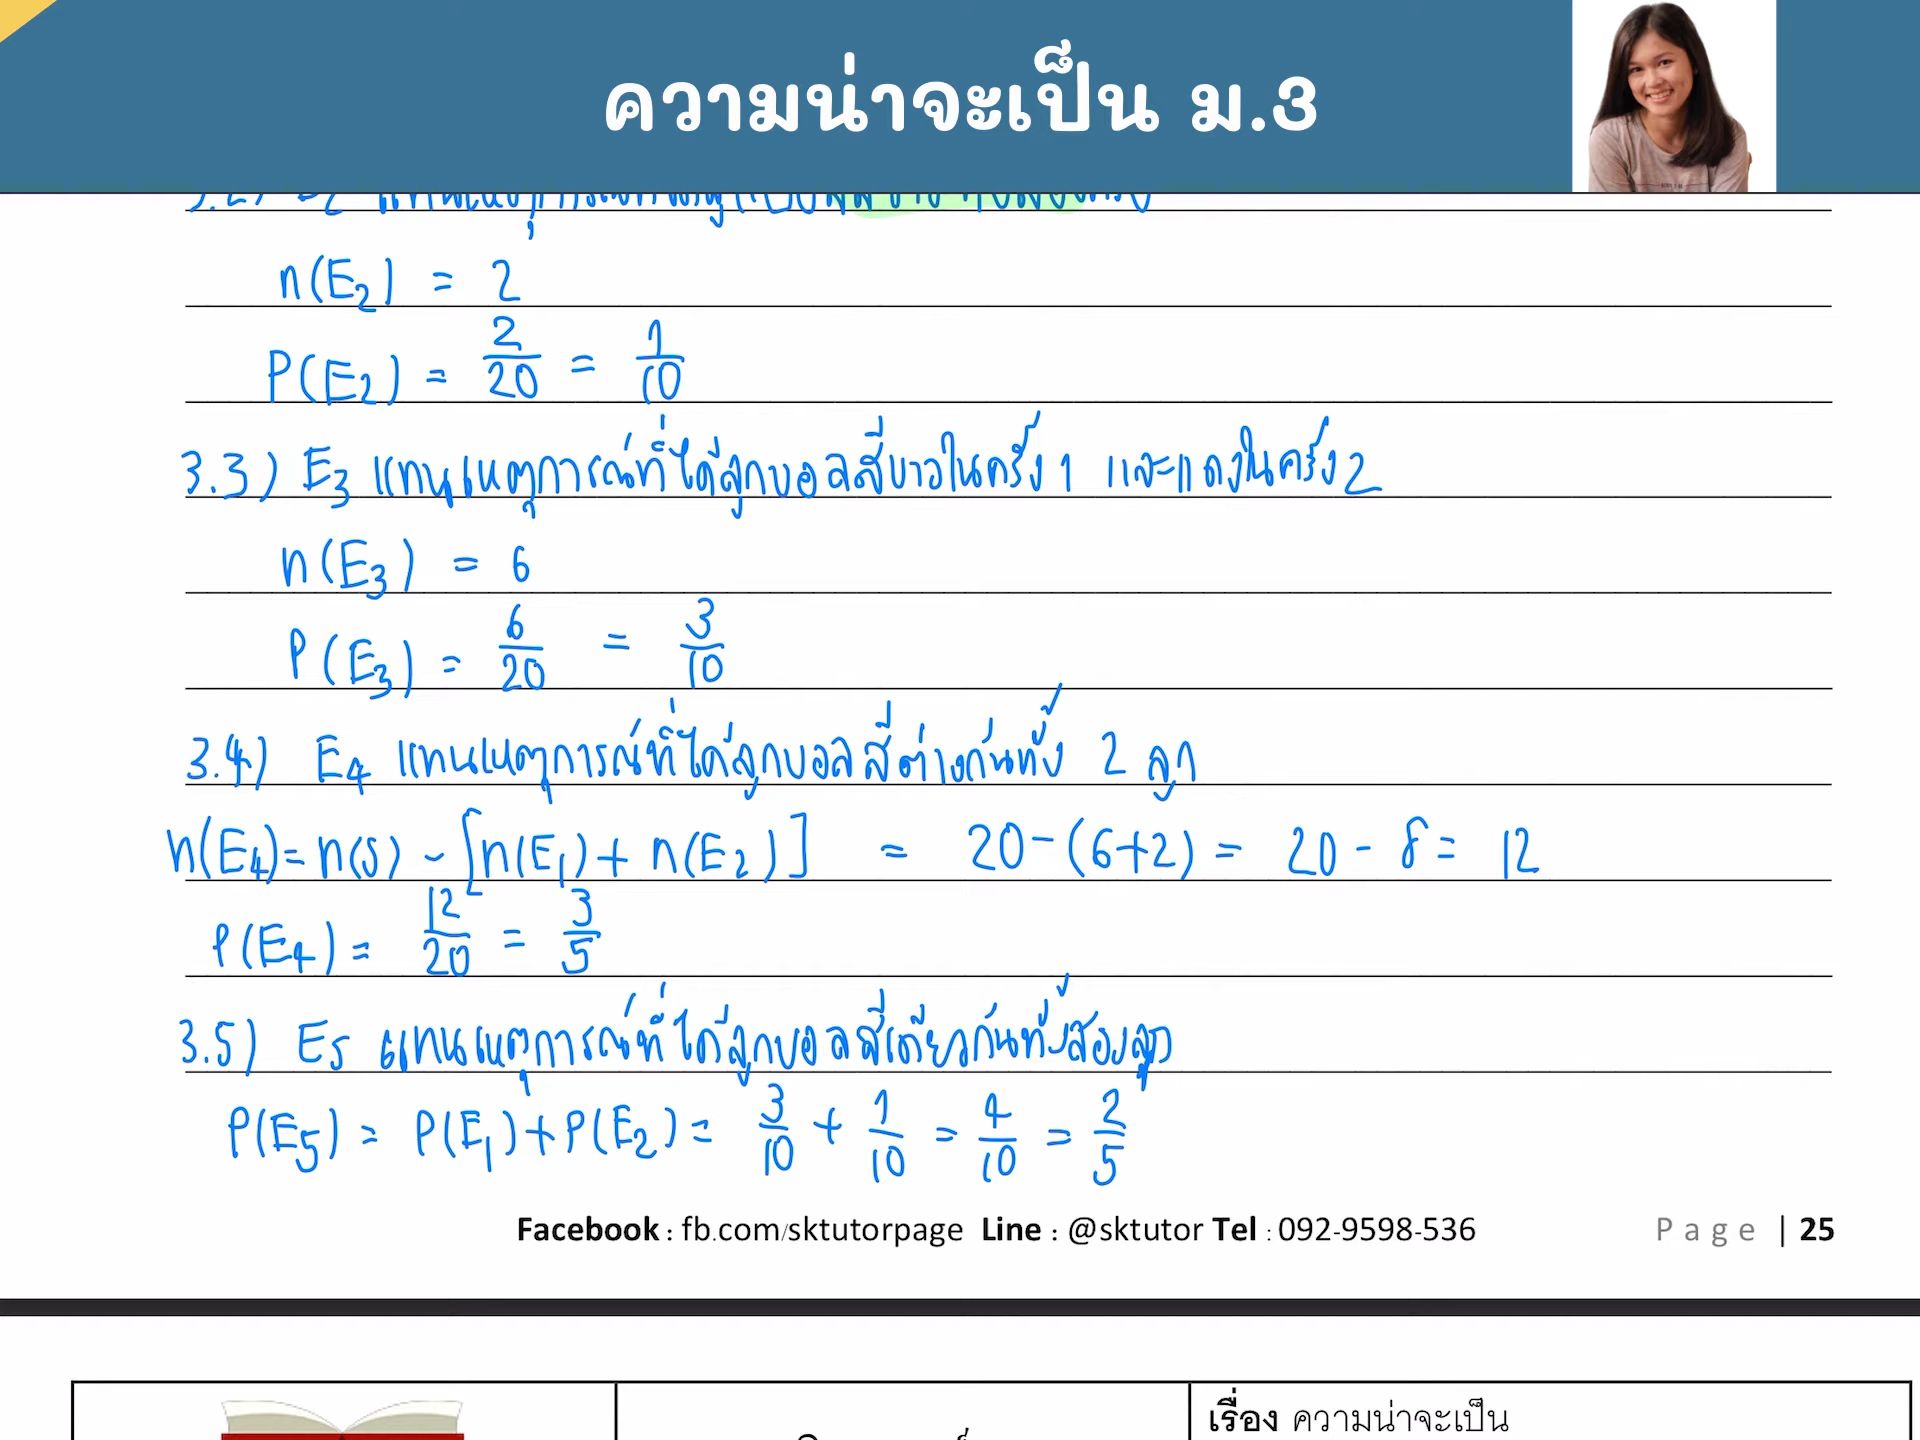 ความน่าจะเป็น ม.3
n(E2) = 2
P(E2) = 2/20 = 1/10
3.3) E3 แทนเหตุการณ์ที่ได้ลูกบอลสีขาวในครั้ง 1 และแดงในครั้ง 2
n(E3) = 6
P(E3) = 6/20 = 3/10
3.4) E4 แทนเหตุการณ์ที่ได้ลูกบอลสีต่างกันทั้ง 2 ลูก
n(E4) = n(S) - [n(E1) + n(E2)] = 20 - (6+2) = 20 - 8 = 12
P(E4) = 12/20 = 3/5
3.5) E5 แทนเหตุการณ์ที่ได้ลูกบอลสีเดียวกันทั้งสองลูก
P(E5) = P(E1) + P(E2) = 3/10 + 1/10 = 4/10 = 2/5
Facebook : fb.com/sktutorpage Line : @sktutor Tel : 092-9598-536 Page | 25
เรื่อง ความน่าจะเป็น